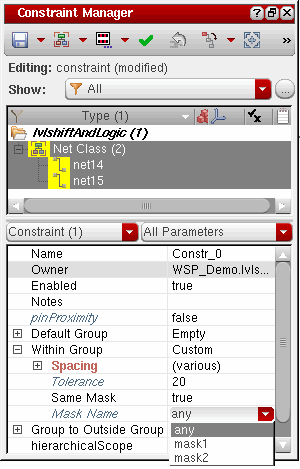 Constraint Manager
Editing: constraint (modified)
Show: All
Type (1)
lvlshiftAndLogic (1)
Net Class (2)
net14
net15
Constraint (1) All Parameters
Name Constr_0
Owner WSP_Demo.lvls...
Enabled true
Notes
pinProximity false
Default Group Empty
Within Group Custom
Spacing (various)
Tolerance 20
Same Mask true
Mask Name any
Group to Outside Group any
hierarchicalScope mask1
mask2